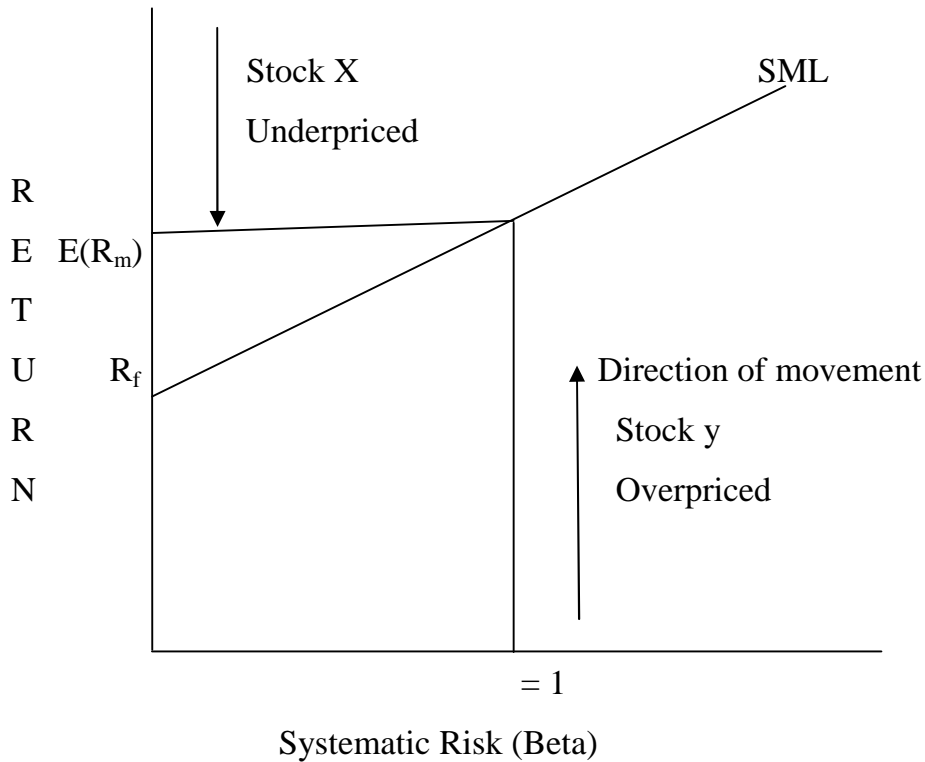 Stock X
SML
Underpriced
R
E E(Rm)
T
U Rf
R
N
Direction of movement
Stock y
Overpriced
= 1
Systematic Risk (Beta)